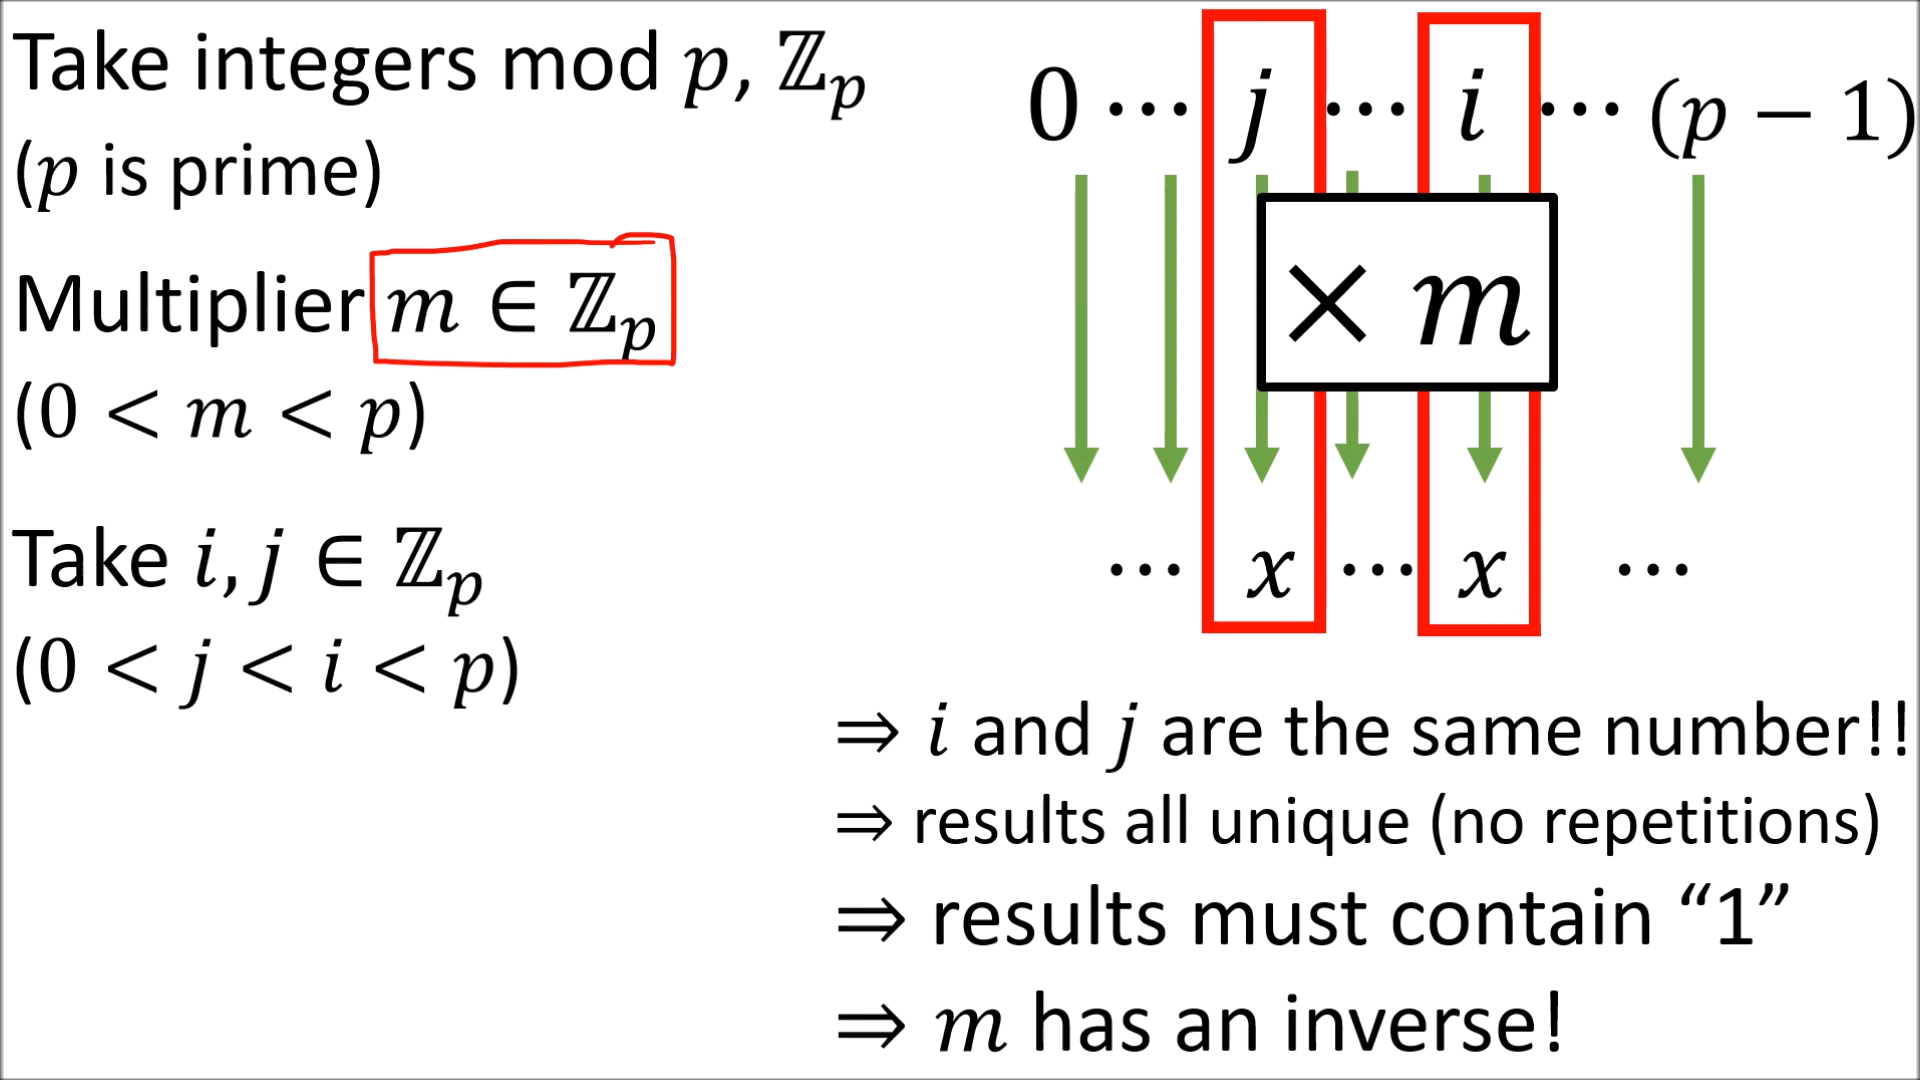 Take integers mod p, ℤₚ
(p is prime)
Multiplier m ∈ ℤₚ
(0 < m < p)
Take i, j ∈ ℤₚ
(0 < j < i < p)
0 ⋯ j ⋯ i ⋯ (p − 1)
× m
⋯ x ⋯ x ⋯
⇒ i and j are the same number!!
⇒ results all unique (no repetitions)
⇒ results must contain “1”
⇒ m has an inverse!